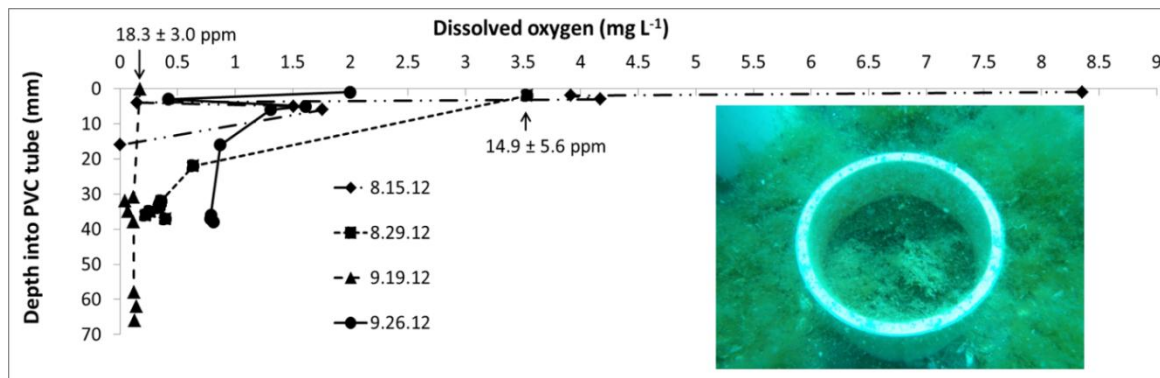 Dissolved oxygen (mg L⁻¹)
18.3 ± 3.0 ppm
0 0.5 1 1.5 2 2.5 3 3.5 4 4.5 5 5.5 6 6.5 7 7.5 8 8.5 9
Depth into PVC tube (mm)
0
10
20
30
40
50
60
70
14.9 ± 5.6 ppm
8.15.12
8.29.12
9.19.12
9.26.12